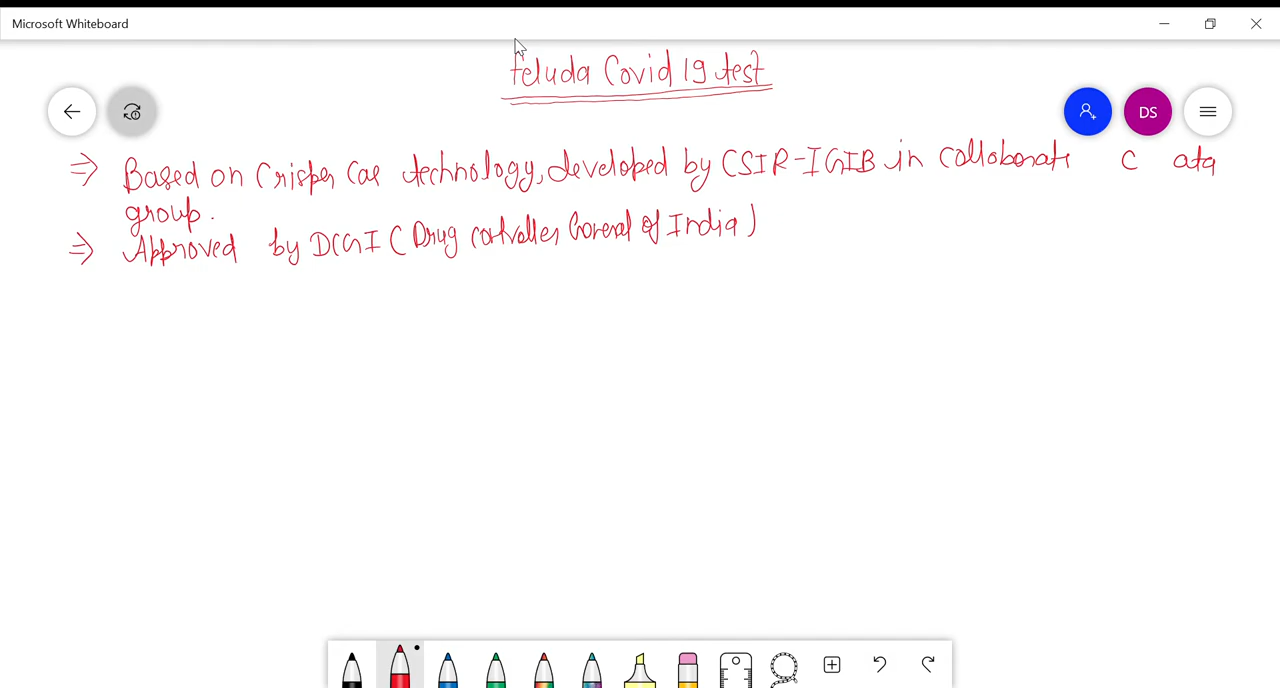 Microsoft Whiteboard
Feluda Covid 19 test
DS
⇒ Based on Crisper Cas technology, developed by CSIR-IGIB in collaborate c ata
group.
⇒ Approved by DCGI (Drug controller General of India)